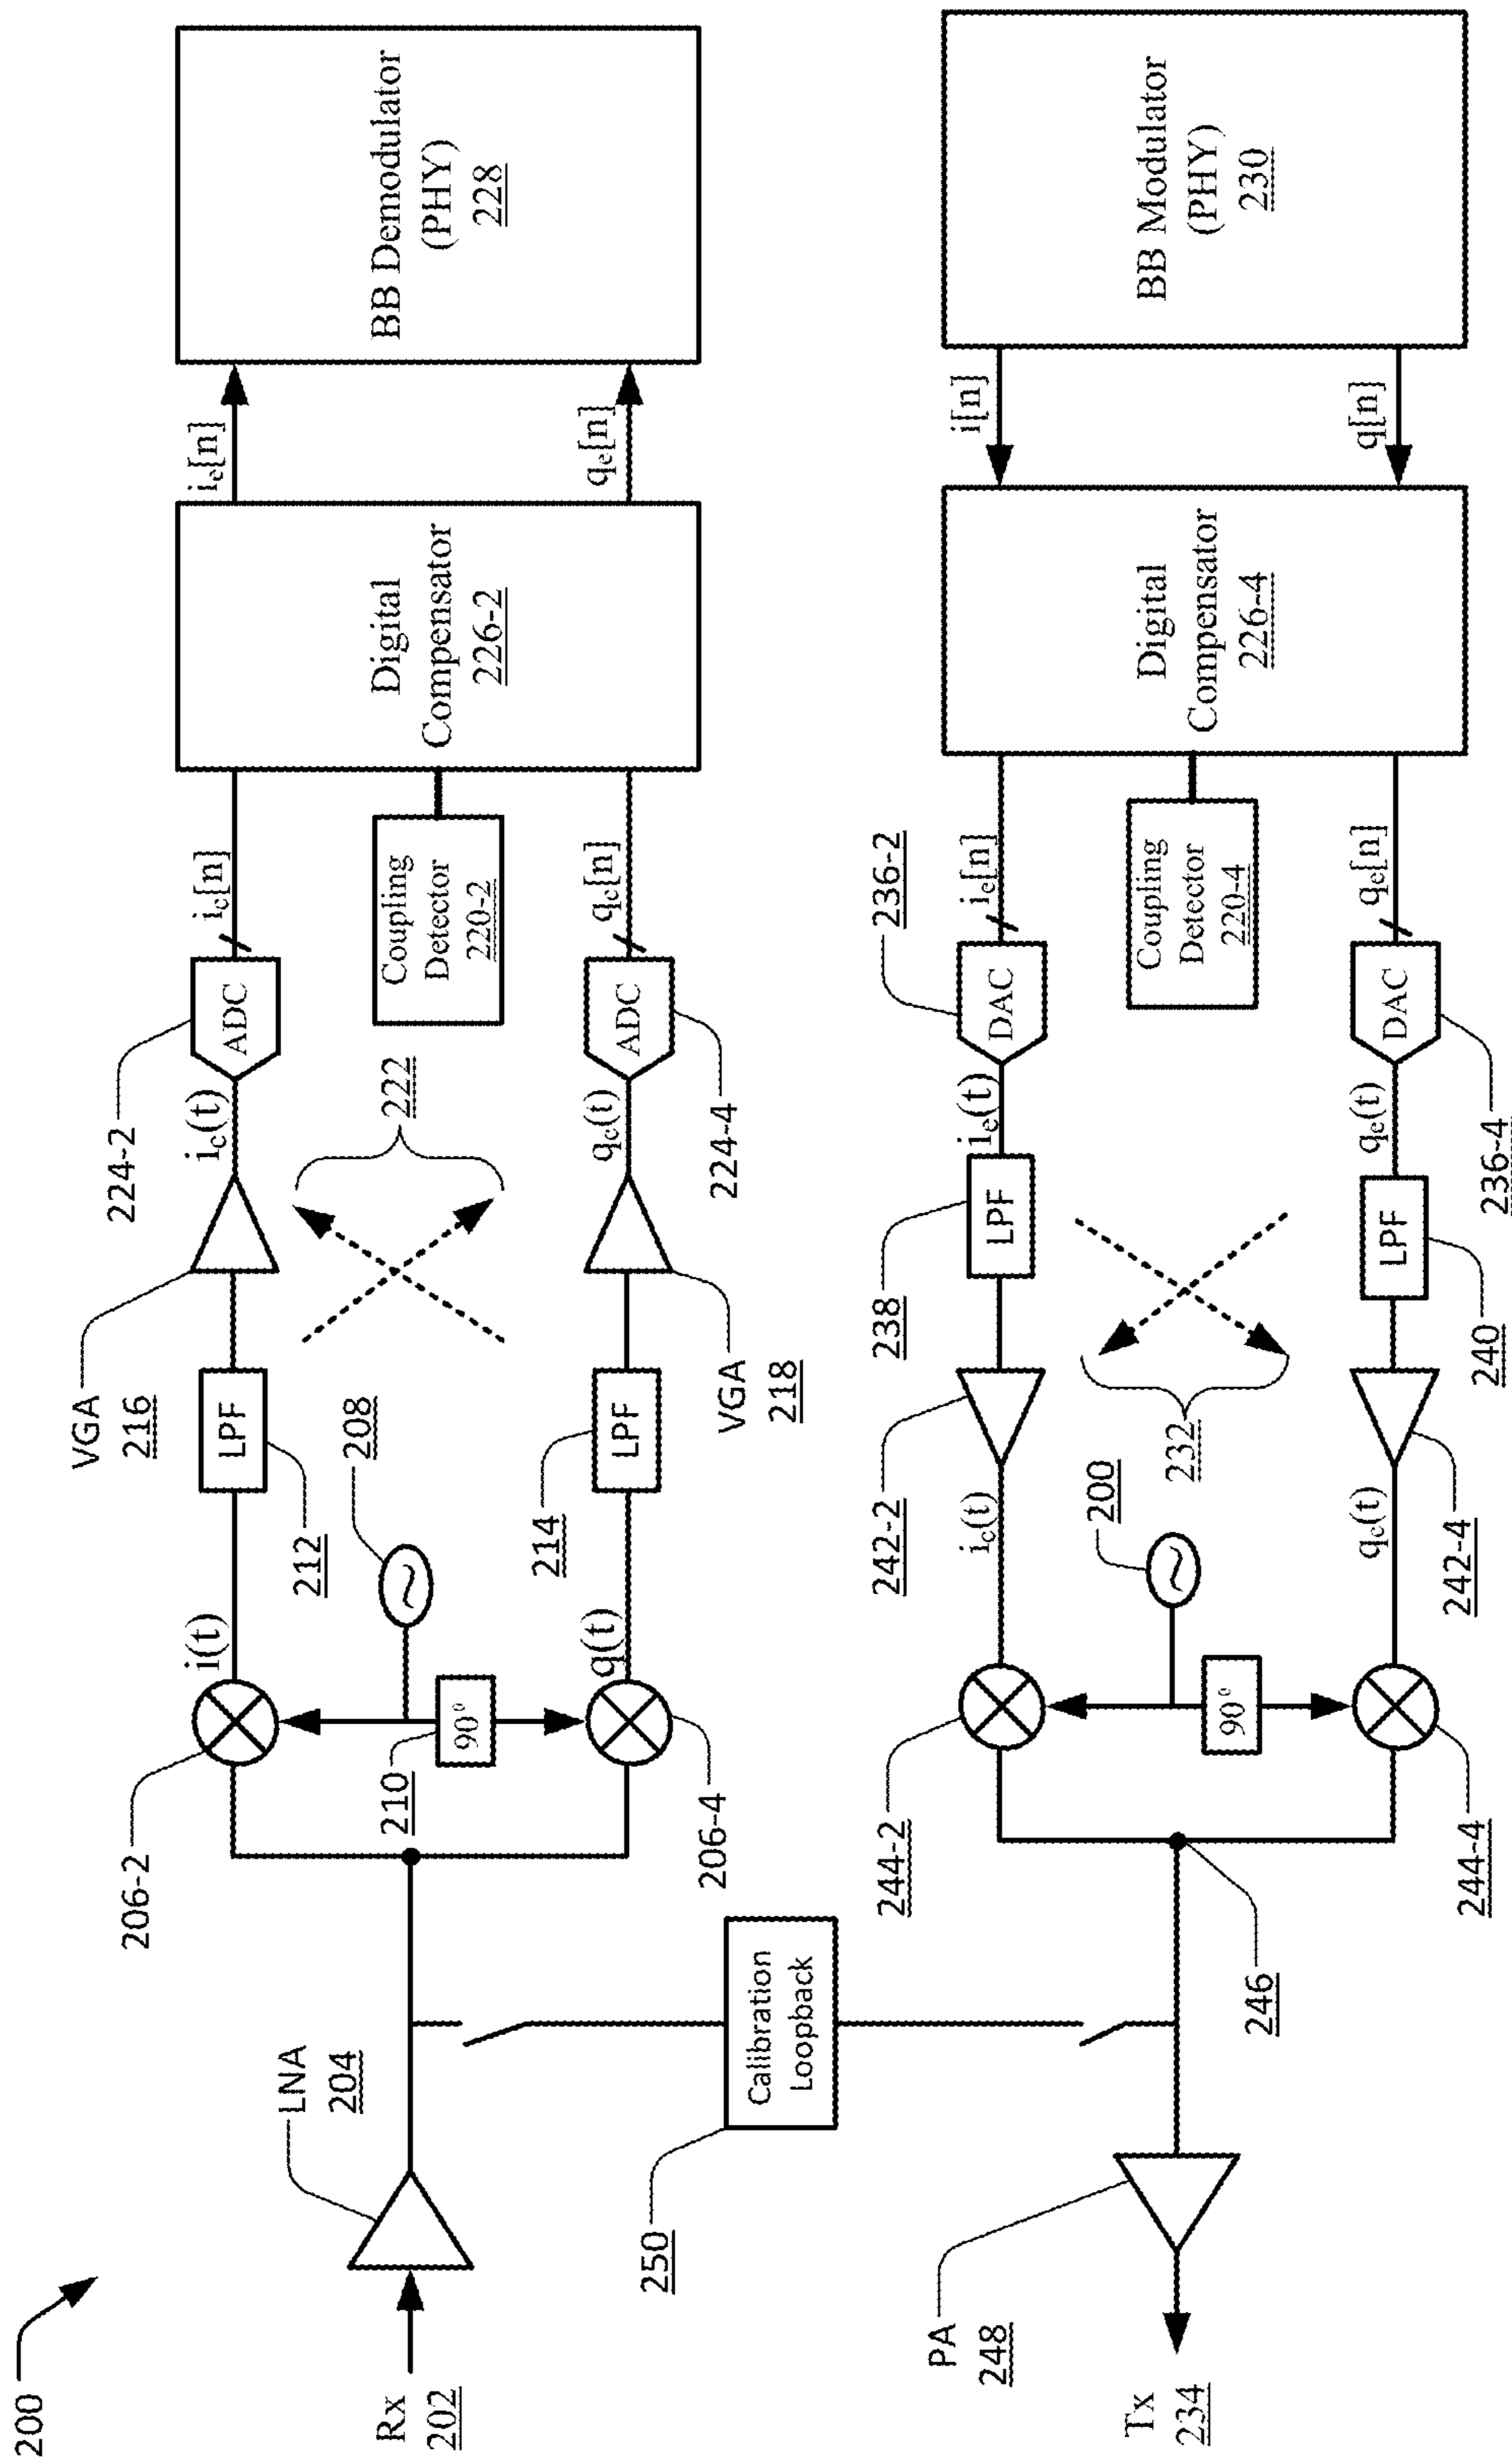 200
Rx
202
LNA
204
206-2
206-4
i(t)
q(t)
208
210
90°
LPF
212
LPF
214
VGA
216
VGA
218
222
i_c(t)
q_c(t)
224-2
224-4
ADC
ADC
i_c[n]
q_c[n]
Coupling
Detector
220-2
Digital
Compensator
226-2
i_e[n]
q_e[n]
BB Demodulator
(PHY)
228
250
Calibration
Loopback
Tx
234
PA
248
246
244-2
244-4
90°
200
i_c(t)
q_c(t)
242-2
242-4
232
238
LPF
240
LPF
i_e(t)
q_e(t)
236-2
DAC
236-4
DAC
i_e[n]
q_e[n]
Coupling
Detector
220-4
Digital
Compensator
226-4
i[n]
q[n]
BB Modulator
(PHY)
230